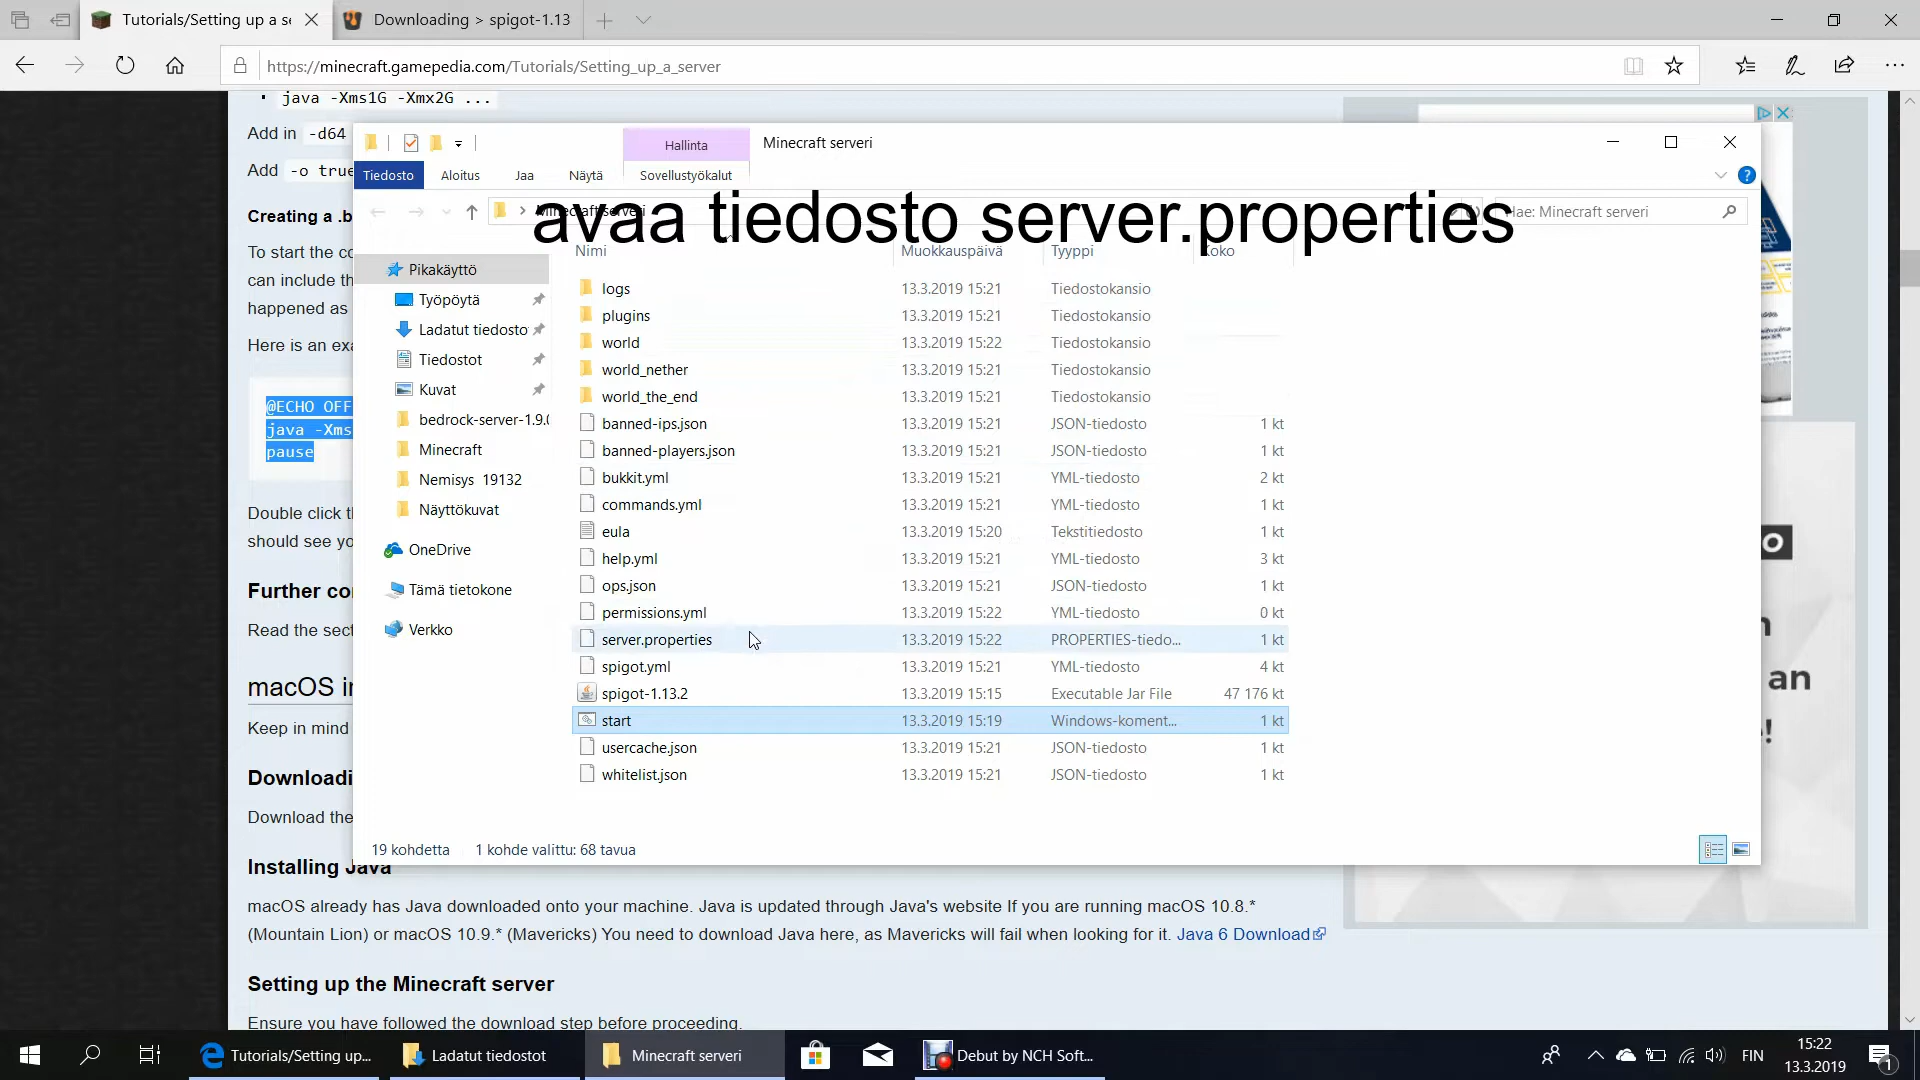 Tutorials/Setting up a se
Downloading > spigot-1.13
https://minecraft.gamepedia.com/Tutorials/Setting_up_a_server
java -Xms1G -Xmx2G ...
Add in -d64
Add -o true
Creating a .b
To start the co
can include th
happened as
Here is an exa
@ECHO OFF
java -Xms
pause
Double click th
should see yo
Further co
Read the sect
macOS in
Keep in mind
Downloadi
Download the
Installing Java
macOS already has Java downloaded onto your machine. Java is updated through Java's website If you are running macOS 10.8.*
(Mountain Lion) or macOS 10.9.* (Mavericks) You need to download Java here, as Mavericks will fail when looking for it. Java 6 Download
Setting up the Minecraft server
Ensure you have followed the download step before proceeding.
Hallinta
Minecraft serveri
Tiedosto
Aloitus
Jaa
Näytä
Sovellustyökalut
Minecraft serveri
Hae: Minecraft serveri
avaa tiedosto server.properties
Nimi
Muokkauspäivä
Tyyppi
Koko
Pikakäyttö
Työpöytä
Ladatut tiedosto
Tiedostot
Kuvat
bedrock-server-1.9.0
Minecraft
Nemisys 19132
Näyttökuvat
OneDrive
Tämä tietokone
Verkko
logs 13.3.2019 15:21 Tiedostokansio
plugins 13.3.2019 15:21 Tiedostokansio
world 13.3.2019 15:22 Tiedostokansio
world_nether 13.3.2019 15:21 Tiedostokansio
world_the_end 13.3.2019 15:21 Tiedostokansio
banned-ips.json 13.3.2019 15:21 JSON-tiedosto 1 kt
banned-players.json 13.3.2019 15:21 JSON-tiedosto 1 kt
bukkit.yml 13.3.2019 15:21 YML-tiedosto 2 kt
commands.yml 13.3.2019 15:21 YML-tiedosto 1 kt
eula 13.3.2019 15:20 Tekstitiedosto 1 kt
help.yml 13.3.2019 15:21 YML-tiedosto 3 kt
ops.json 13.3.2019 15:21 JSON-tiedosto 1 kt
permissions.yml 13.3.2019 15:22 YML-tiedosto 0 kt
server.properties 13.3.2019 15:22 PROPERTIES-tiedo... 1 kt
spigot.yml 13.3.2019 15:21 YML-tiedosto 4 kt
spigot-1.13.2 13.3.2019 15:15 Executable Jar File 47 176 kt
start 13.3.2019 15:19 Windows-koment... 1 kt
usercache.json 13.3.2019 15:21 JSON-tiedosto 1 kt
whitelist.json 13.3.2019 15:21 JSON-tiedosto 1 kt
19 kohdetta 1 kohde valittu: 68 tavua
an
Tutorials/Setting up...
Ladatut tiedostot
Minecraft serveri
Debut by NCH Soft...
FIN
15:22
13.3.2019
1